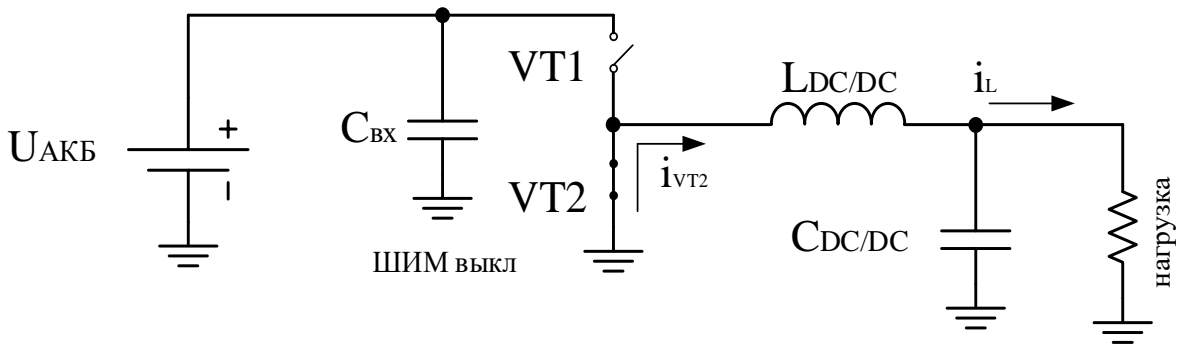 VT1
LDC/DC
iL
+
UАКБ
Cвх
iVT2
VT2
CDC/DC
нагрузка
ШИМ выкл